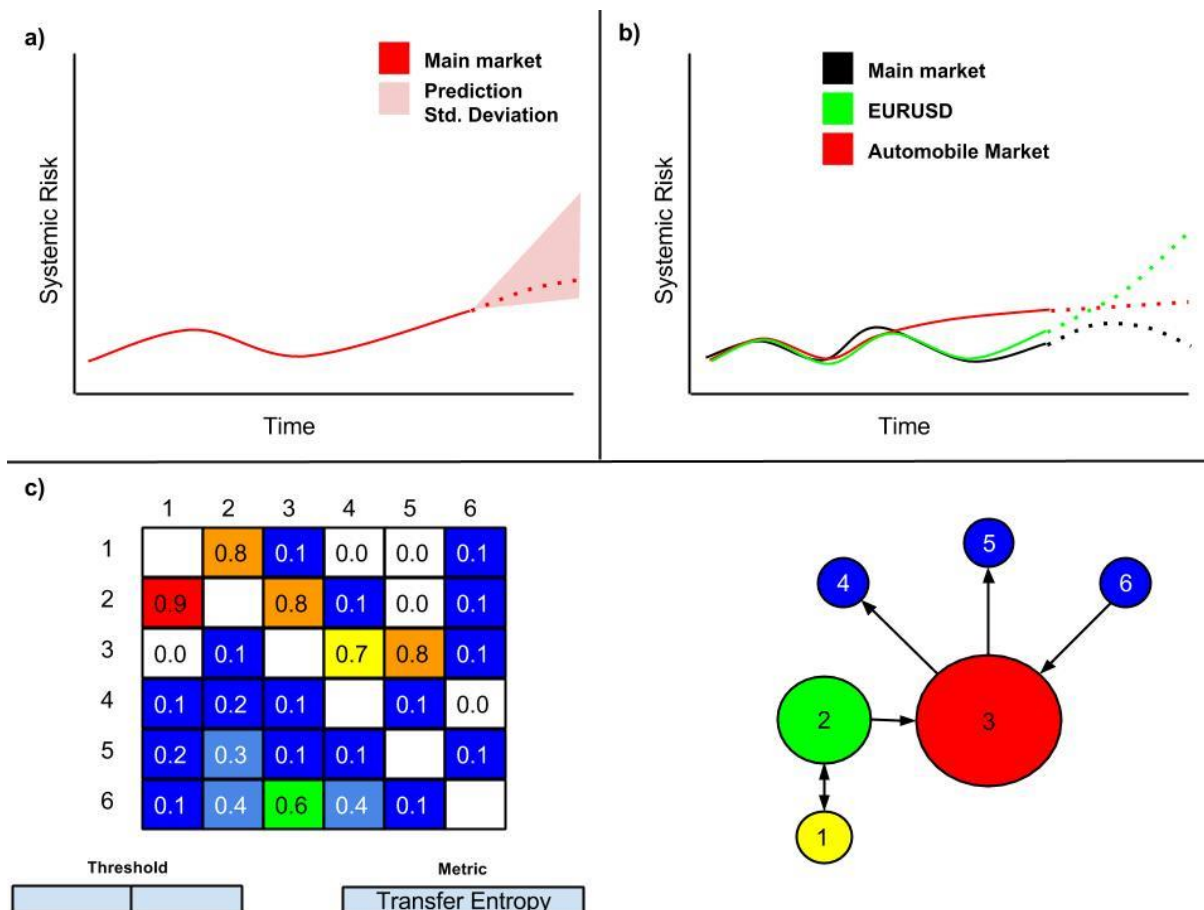 a)
Main market
Prediction
Std. Deviation
Systemic Risk
Time
b)
Main market
EURUSD
Automobile Market
Systemic Risk
Time
c)
1 2 3 4 5 6
1 0.8 0.1 0.0 0.0 0.1
2 0.9 0.8 0.1 0.0 0.1
3 0.0 0.1 0.7 0.8 0.1
4 0.1 0.2 0.1 0.1 0.0
5 0.2 0.3 0.1 0.1 0.1
6 0.1 0.4 0.6 0.4 0.1
5
4
6
2
3
1
Threshold
Metric
Transfer Entropy